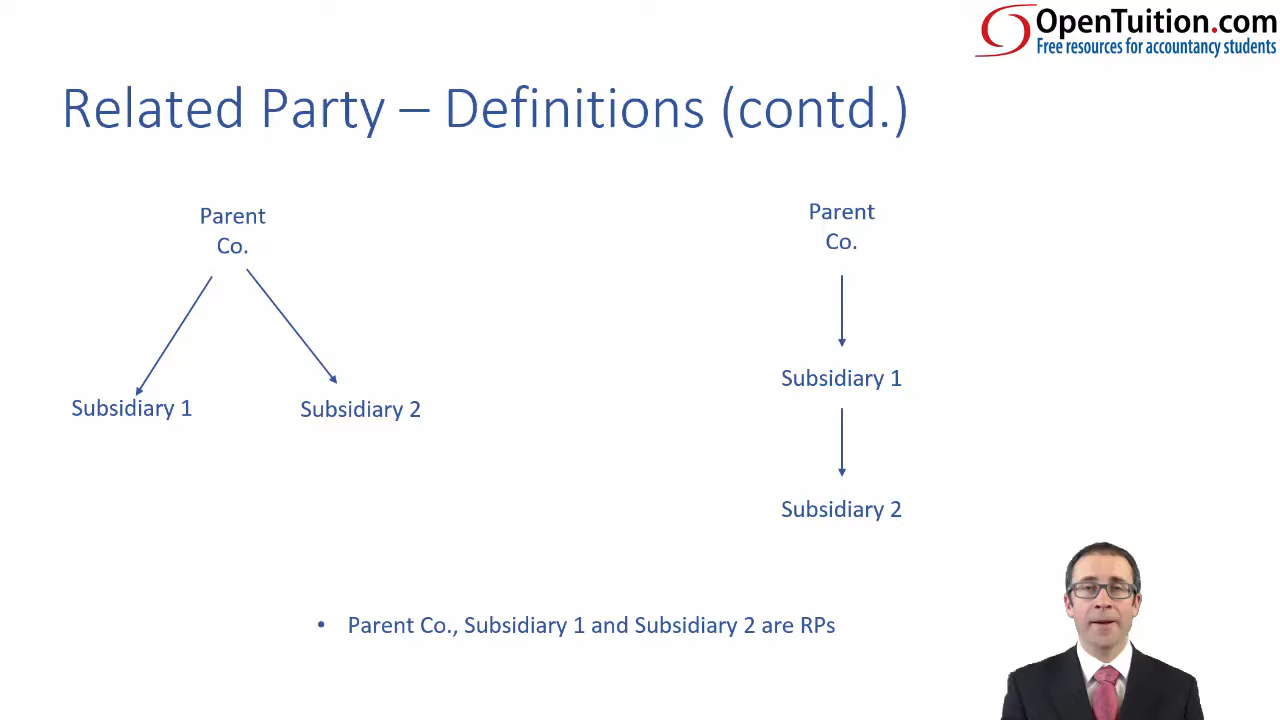 OpenTuition.com
Free resources for accountancy students
Related Party – Definitions (contd.)
Parent
Co.
Subsidiary 1
Subsidiary 2
Parent
Co.
Subsidiary 1
Subsidiary 2
• Parent Co., Subsidiary 1 and Subsidiary 2 are RPs